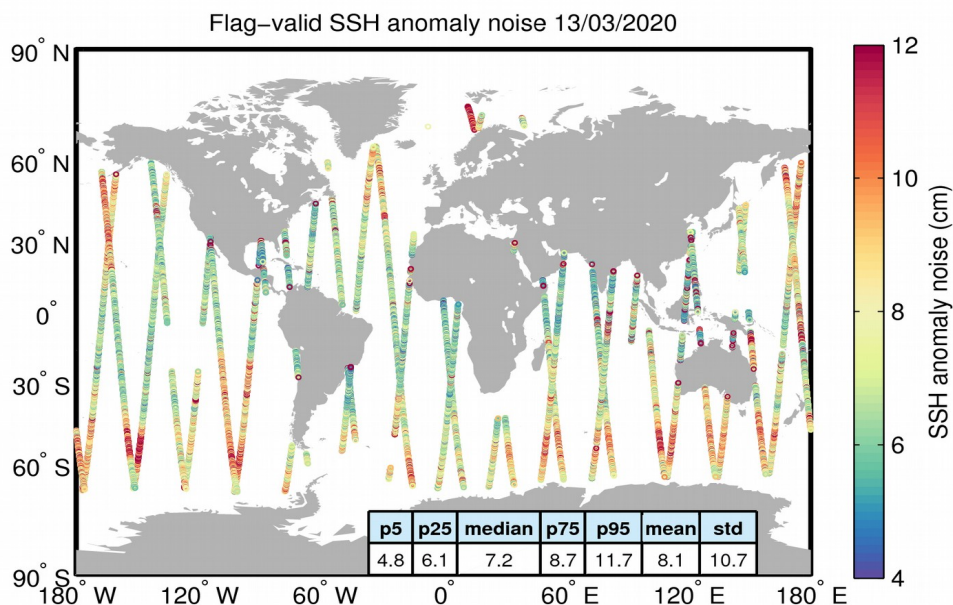 Flag−valid SSH anomaly noise 13/03/2020
90° N
60° N
30° N
0°
30° S
60° S
90° S
180° W
120° W
60° W
0°
60° E
120° E
180° E
12
10
8
6
4
SSH anomaly noise (cm)
p5 p25 median p75 p95 mean std
4.8 6.1 7.2 8.7 11.7 8.1 10.7